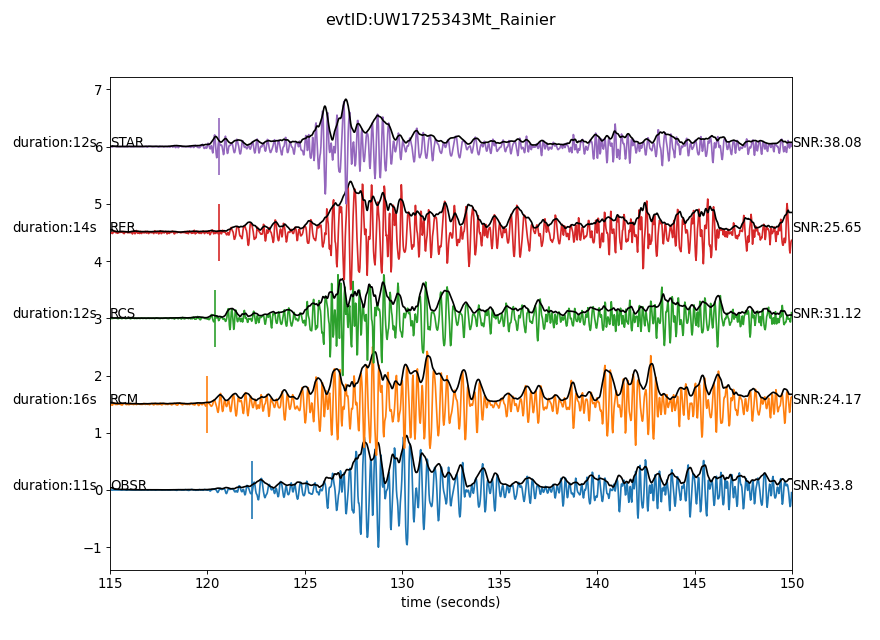 evtID:UW1725343Mt_Rainier
7
duration:12s STAR SNR:38.08
6
5
duration:14s RER SNR:25.65
4
duration:12s RCS SNR:31.12
3
2
duration:16s RCM SNR:24.17
1
duration:11s OBSR SNR:43.8
0
−1
115 120 125 130 135 140 145 150
time (seconds)